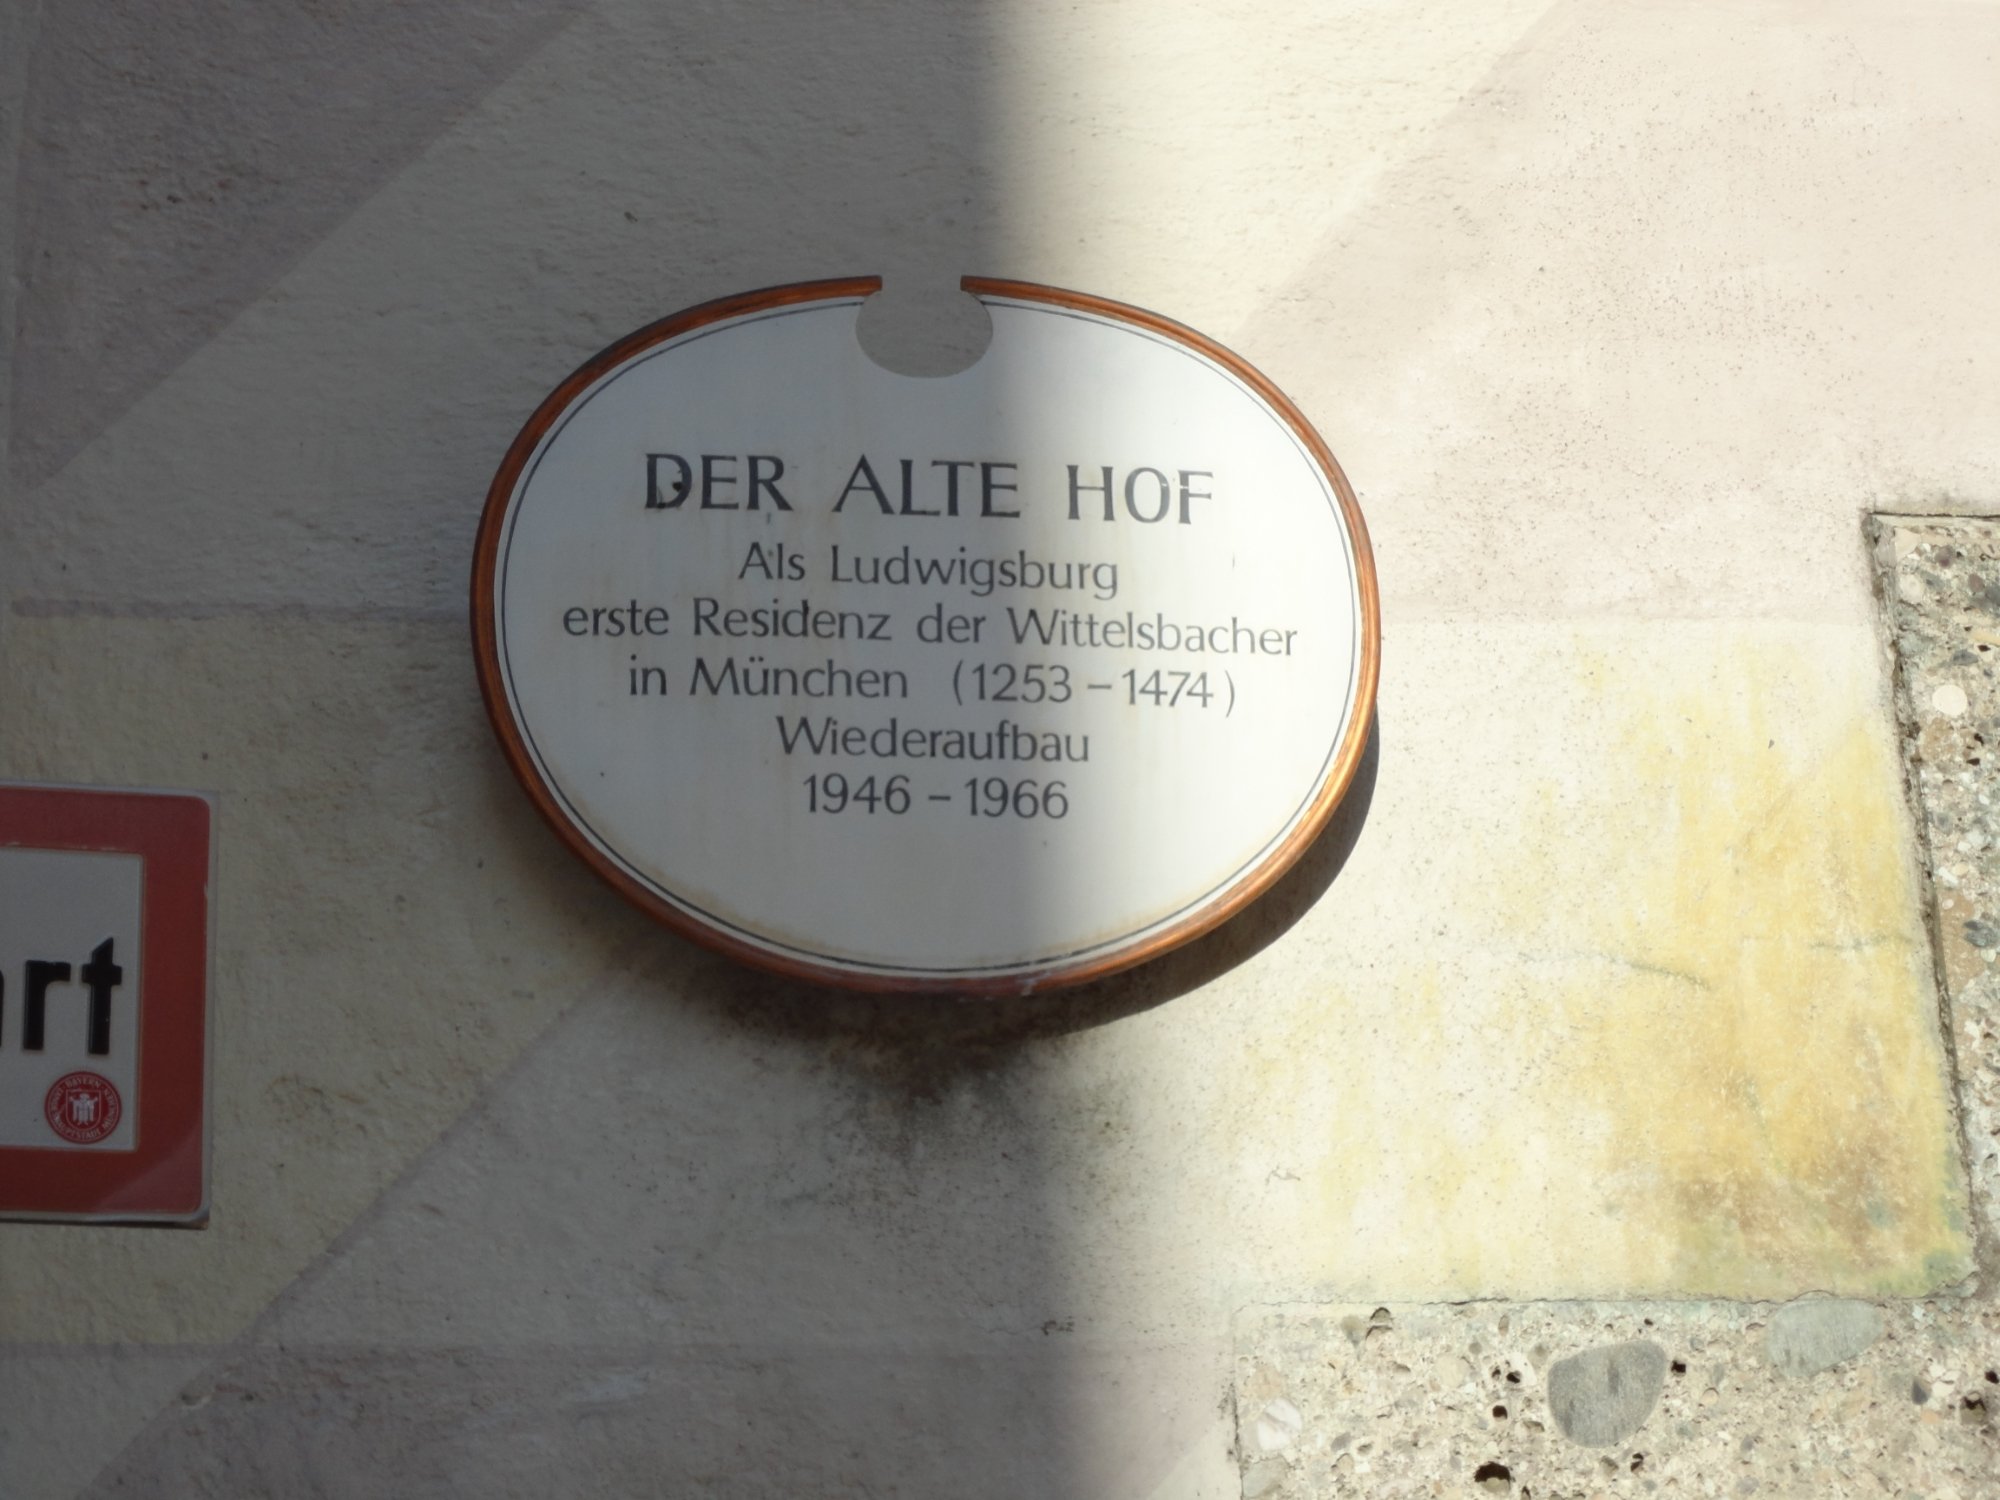 DER ALTE HOF
Als Ludwigsburg
erste Residenz der Wittelsbacher
in München (1253 – 1474)
Wiederaufbau
1946 – 1966
rt